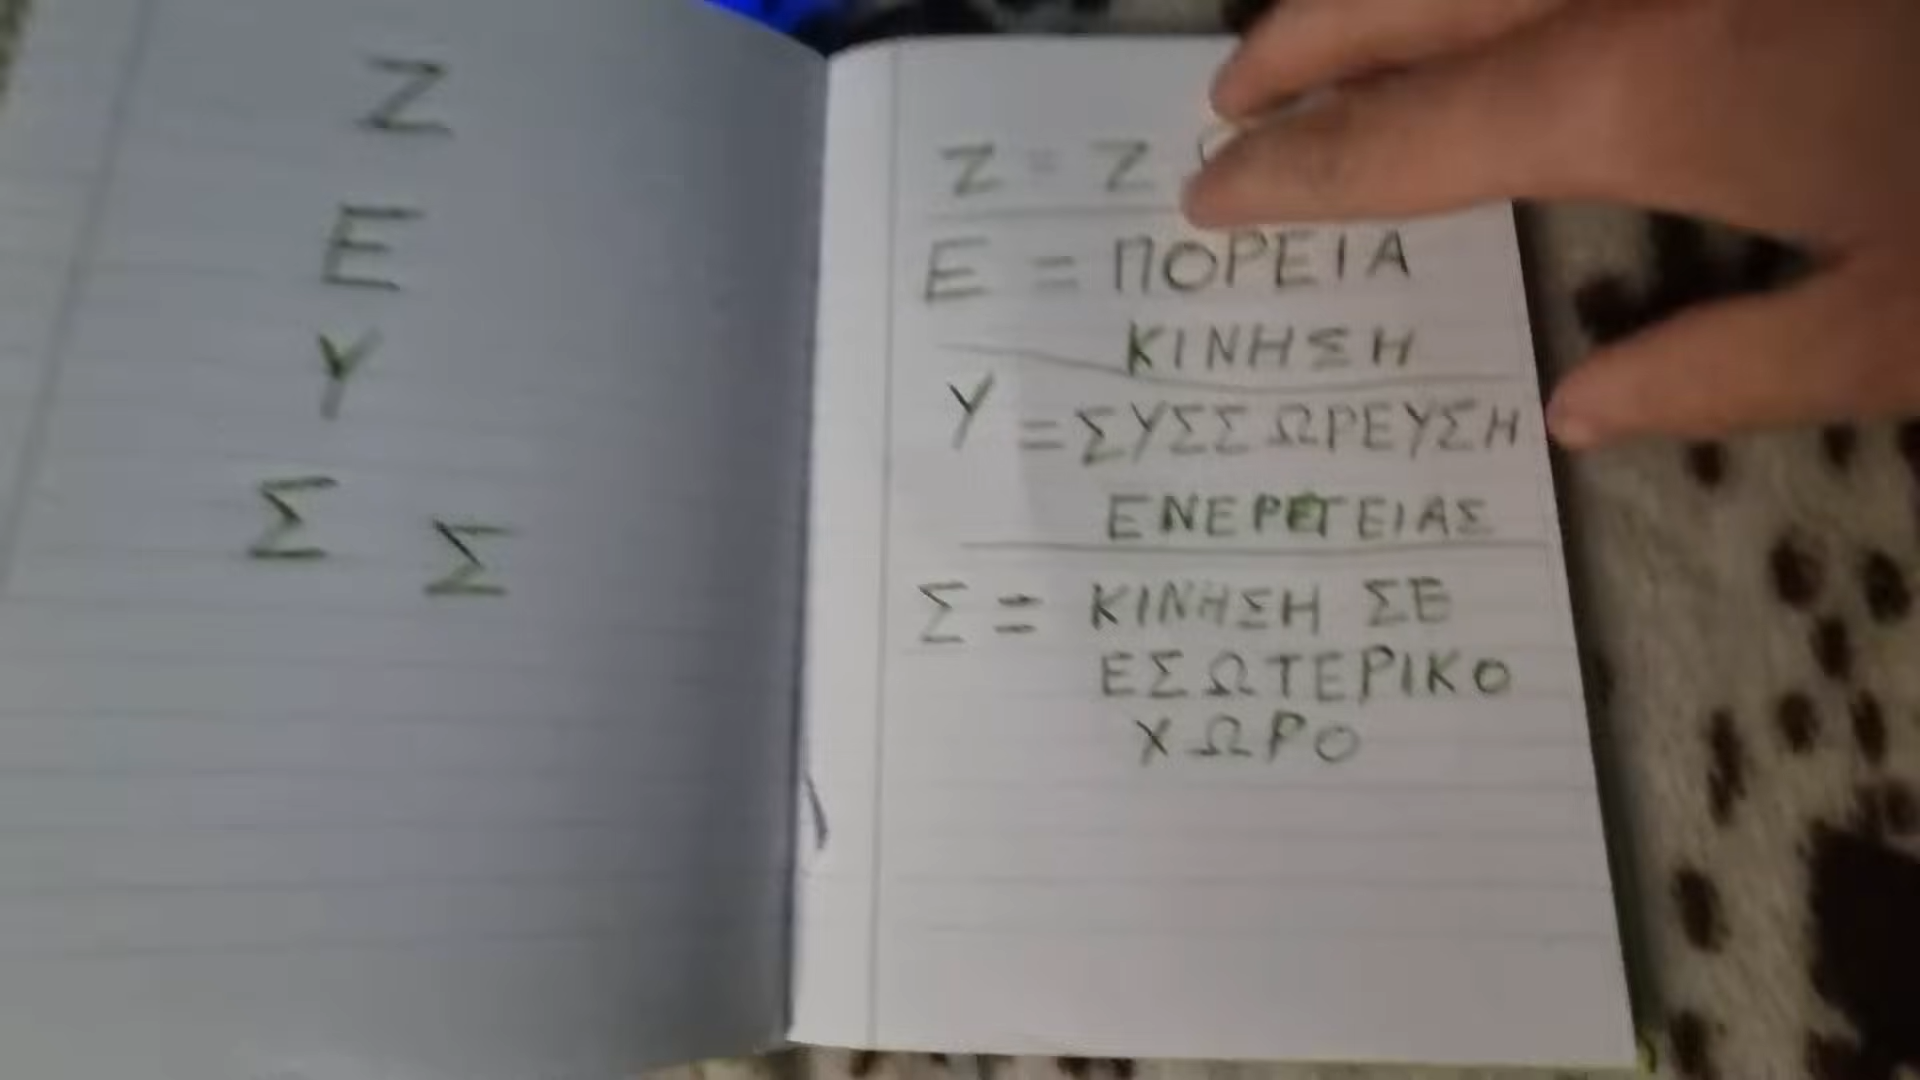 Z
E
Y
Σ Σ
Z = Z
E = ΠΟΡΕΙΑ
ΚΙΝΗΣΗ
Y = ΣΥΣΣΩΡΕΥΣΗ
ΕΝΕΡΓΕΙΑΣ
Σ = ΚΙΝΗΣΗ ΣΕ
ΕΣΩΤΕΡΙΚΟ
ΧΩΡΟ